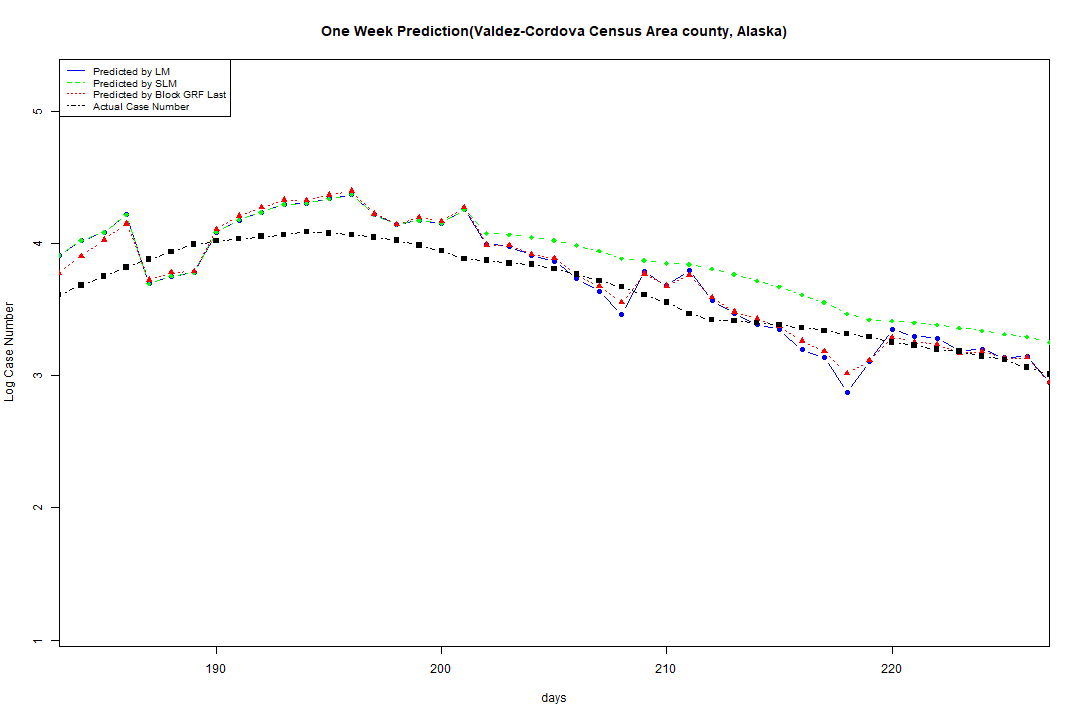 One Week Prediction(Valdez-Cordova Census Area county, Alaska)
Predicted by LM
Predicted by SLM
Predicted by Block GRF Last
Actual Case Number
5
4
3
2
1
Log Case Number
190
200
210
220
days